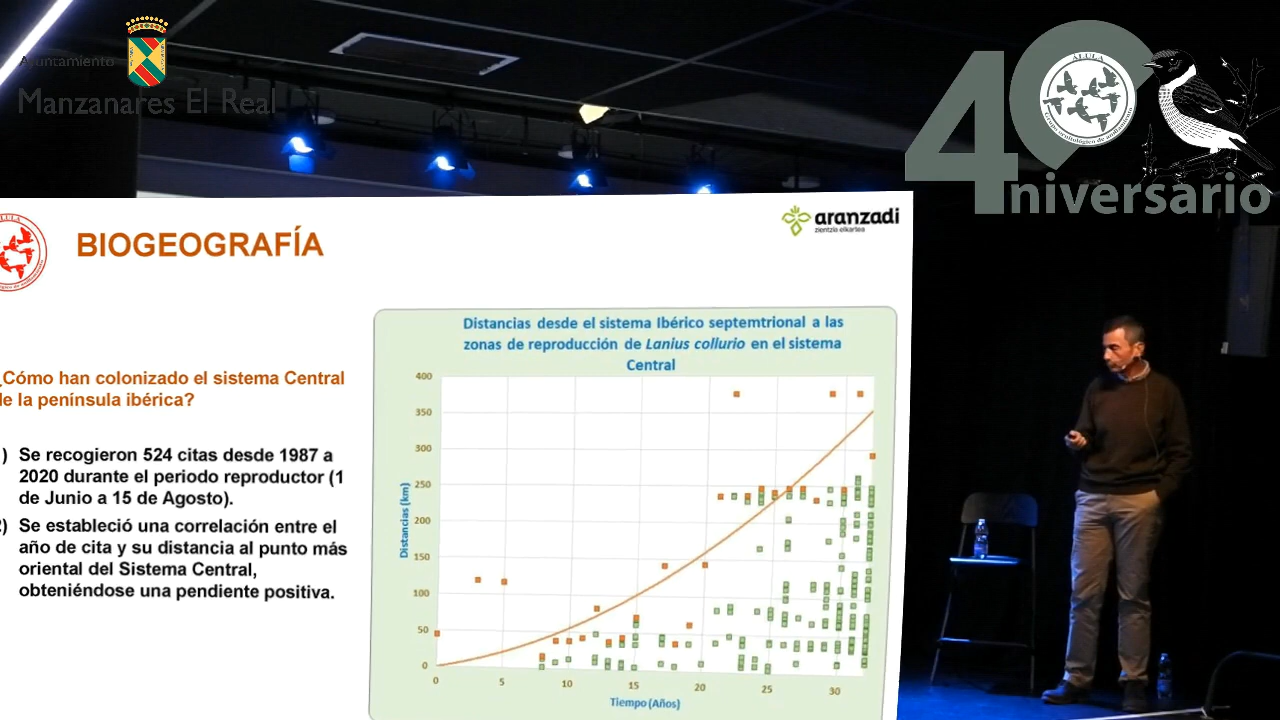 Ayuntamiento
Manzanares El Real
ALULA
40
niversario
BIOGEOGRAFÍA
aranzadi
zientzia elkartea
¿Cómo han colonizado el sistema Central
de la península ibérica?
) Se recogieron 524 citas desde 1987 a
2020 durante el periodo reproductor (1
de Junio a 15 de Agosto).
2) Se estableció una correlación entre el
año de cita y su distancia al punto más
oriental del Sistema Central,
obteniéndose una pendiente positiva.
Distancias desde el sistema Ibérico septemtrional a las
zonas de reproducción de Lanius collurio en el sistema
Central
400
350
300
250
200
150
100
50
0
Distancias (km)
0 5 10 15 20 25 30
Tiempo (Años)